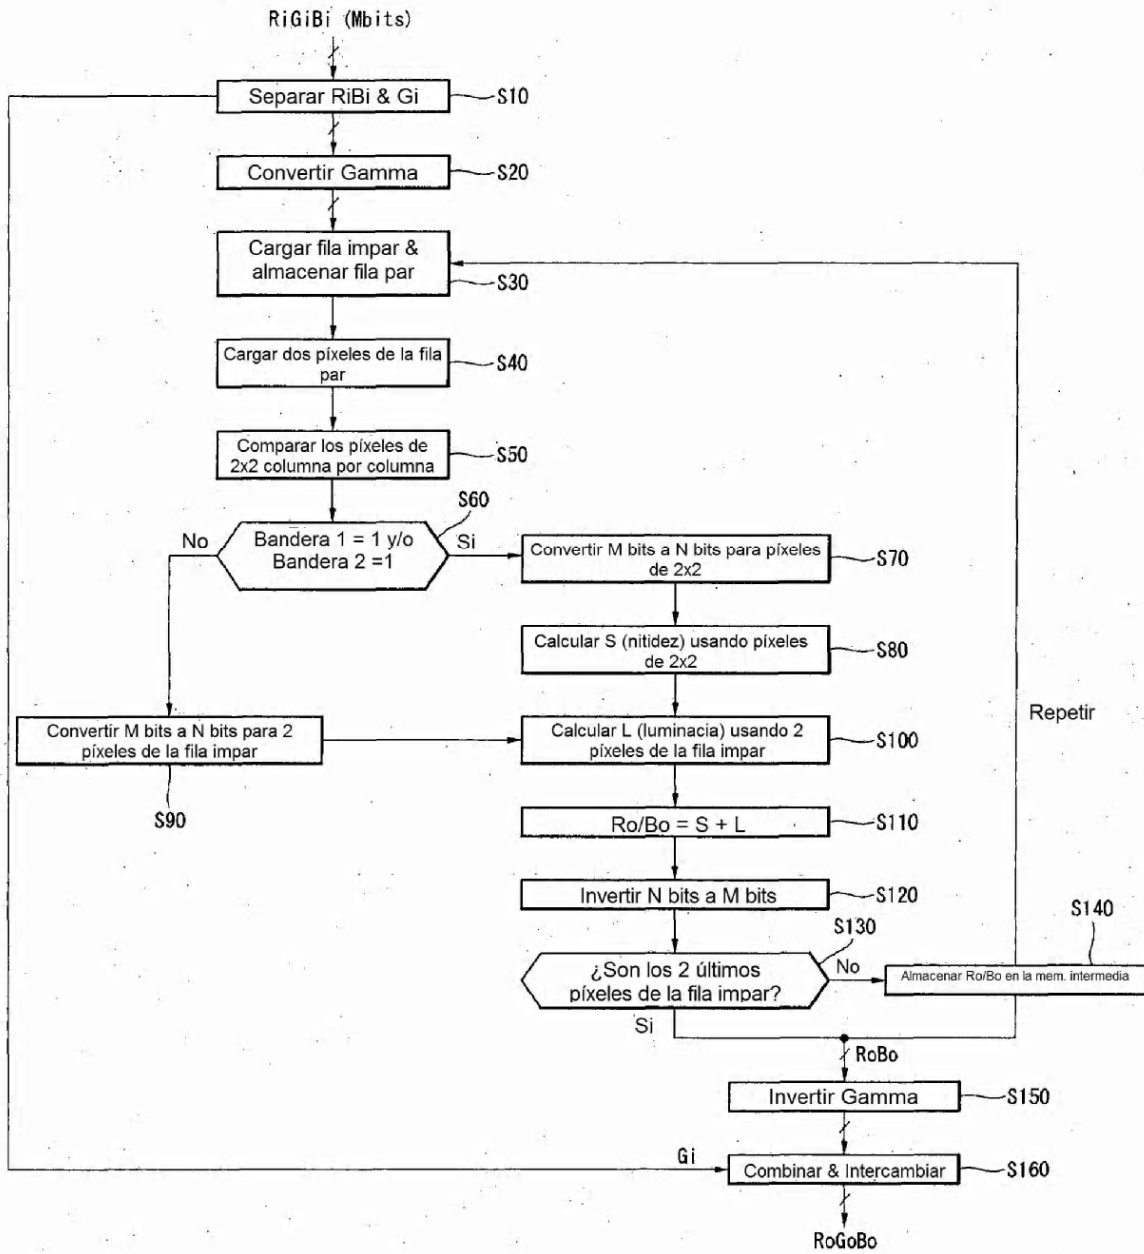 RiGiBi (Mbits)
Separar RiBi & Gi
S10
Convertir Gamma
S20
Cargar fila impar &
almacenar fila par
S30
Cargar dos píxeles de la fila
par
S40
Comparar los píxeles de
2x2 columna por columna
S50
S60
No
Bandera 1 = 1 y/o
Bandera 2 =1
Si
Convertir M bits a N bits para píxeles
de 2x2
S70
Calcular S (nitidez) usando píxeles
de 2x2
S80
Repetir
Convertir M bits a N bits para 2
píxeles de la fila impar
S90
Calcular L (luminacia) usando 2
píxeles de la fila impar
S100
Ro/Bo = S + L
S110
Invertir N bits a M bits
S120
S130
S140
¿Son los 2 últimos
píxeles de la fila impar?
No
Almacenar Ro/Bo en la mem. intermedia
Si
RoBo
Invertir Gamma
S150
Gi
Combinar & Intercambiar
S160
RoGoBo